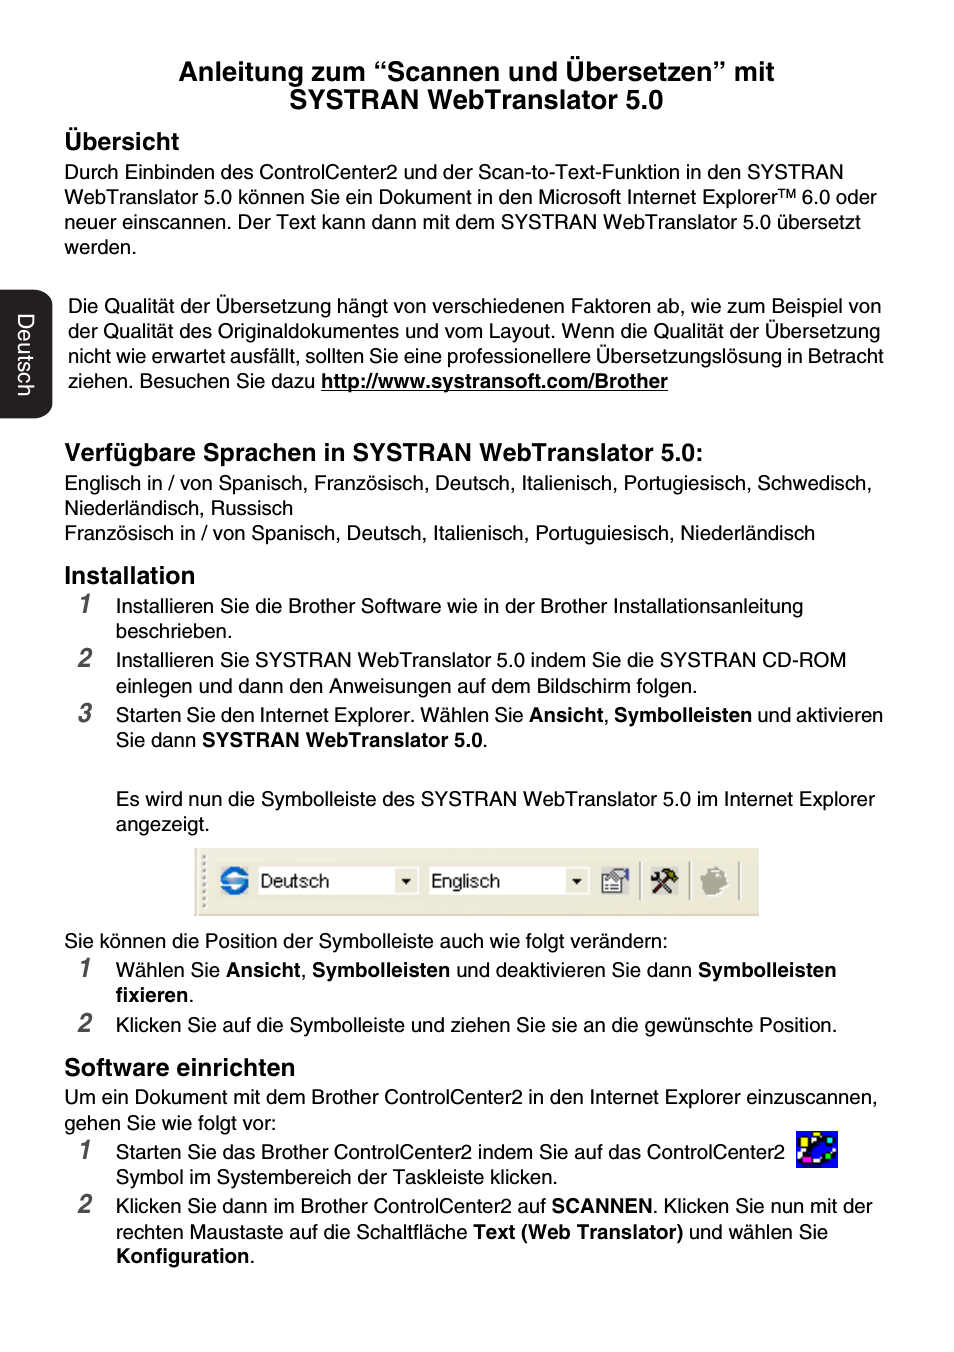 Anleitung zum “Scannen und Übersetzen” mit
SYSTRAN WebTranslator 5.0
Übersicht
Durch Einbinden des ControlCenter2 und der Scan-to-Text-Funktion in den SYSTRAN
WebTranslator 5.0 können Sie ein Dokument in den Microsoft Internet Explorer™ 6.0 oder
neuer einscannen. Der Text kann dann mit dem SYSTRAN WebTranslator 5.0 übersetzt
werden.
Deutsch
Die Qualität der Übersetzung hängt von verschiedenen Faktoren ab, wie zum Beispiel von
der Qualität des Originaldokumentes und vom Layout. Wenn die Qualität der Übersetzung
nicht wie erwartet ausfällt, sollten Sie eine professionellere Übersetzungslösung in Betracht
ziehen. Besuchen Sie dazu http://www.systransoft.com/Brother
Verfügbare Sprachen in SYSTRAN WebTranslator 5.0:
Englisch in / von Spanisch, Französisch, Deutsch, Italienisch, Portugiesisch, Schwedisch,
Niederländisch, Russisch
Französisch in / von Spanisch, Deutsch, Italienisch, Portuguiesisch, Niederländisch
Installation
1 Installieren Sie die Brother Software wie in der Brother Installationsanleitung
beschrieben.
2 Installieren Sie SYSTRAN WebTranslator 5.0 indem Sie die SYSTRAN CD-ROM
einlegen und dann den Anweisungen auf dem Bildschirm folgen.
3 Starten Sie den Internet Explorer. Wählen Sie Ansicht, Symbolleisten und aktivieren
Sie dann SYSTRAN WebTranslator 5.0.
Es wird nun die Symbolleiste des SYSTRAN WebTranslator 5.0 im Internet Explorer
angezeigt.
Deutsch Englisch
Sie können die Position der Symbolleiste auch wie folgt verändern:
1 Wählen Sie Ansicht, Symbolleisten und deaktivieren Sie dann Symbolleisten
fixieren.
2 Klicken Sie auf die Symbolleiste und ziehen Sie sie an die gewünschte Position.
Software einrichten
Um ein Dokument mit dem Brother ControlCenter2 in den Internet Explorer einzuscannen,
gehen Sie wie folgt vor:
1 Starten Sie das Brother ControlCenter2 indem Sie auf das ControlCenter2
Symbol im Systembereich der Taskleiste klicken.
2 Klicken Sie dann im Brother ControlCenter2 auf SCANNEN. Klicken Sie nun mit der
rechten Maustaste auf die Schaltfläche Text (Web Translator) und wählen Sie
Konfiguration.